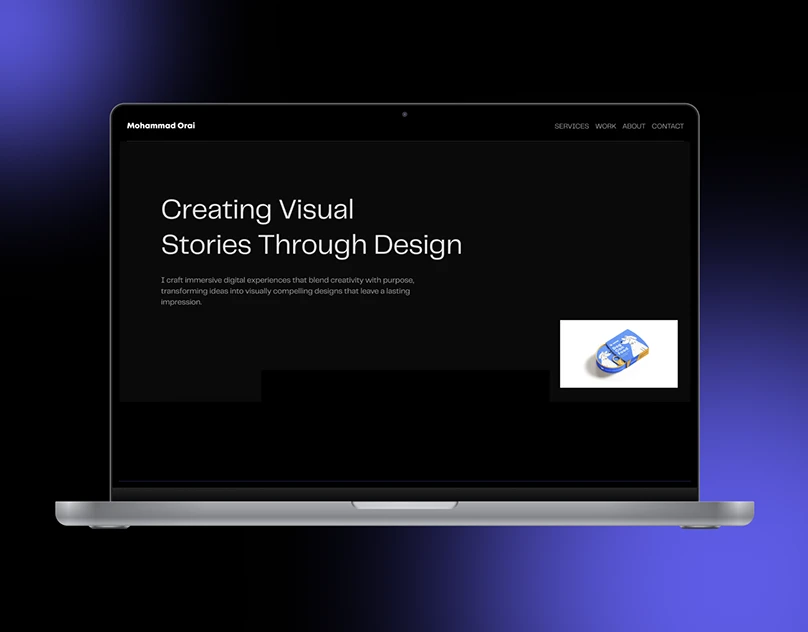 Mohammad Orai
SERVICES WORK ABOUT CONTACT
Creating Visual
Stories Through Design
I craft immersive digital experiences that blend creativity with purpose,
transforming ideas into visually compelling designs that leave a lasting
impression.